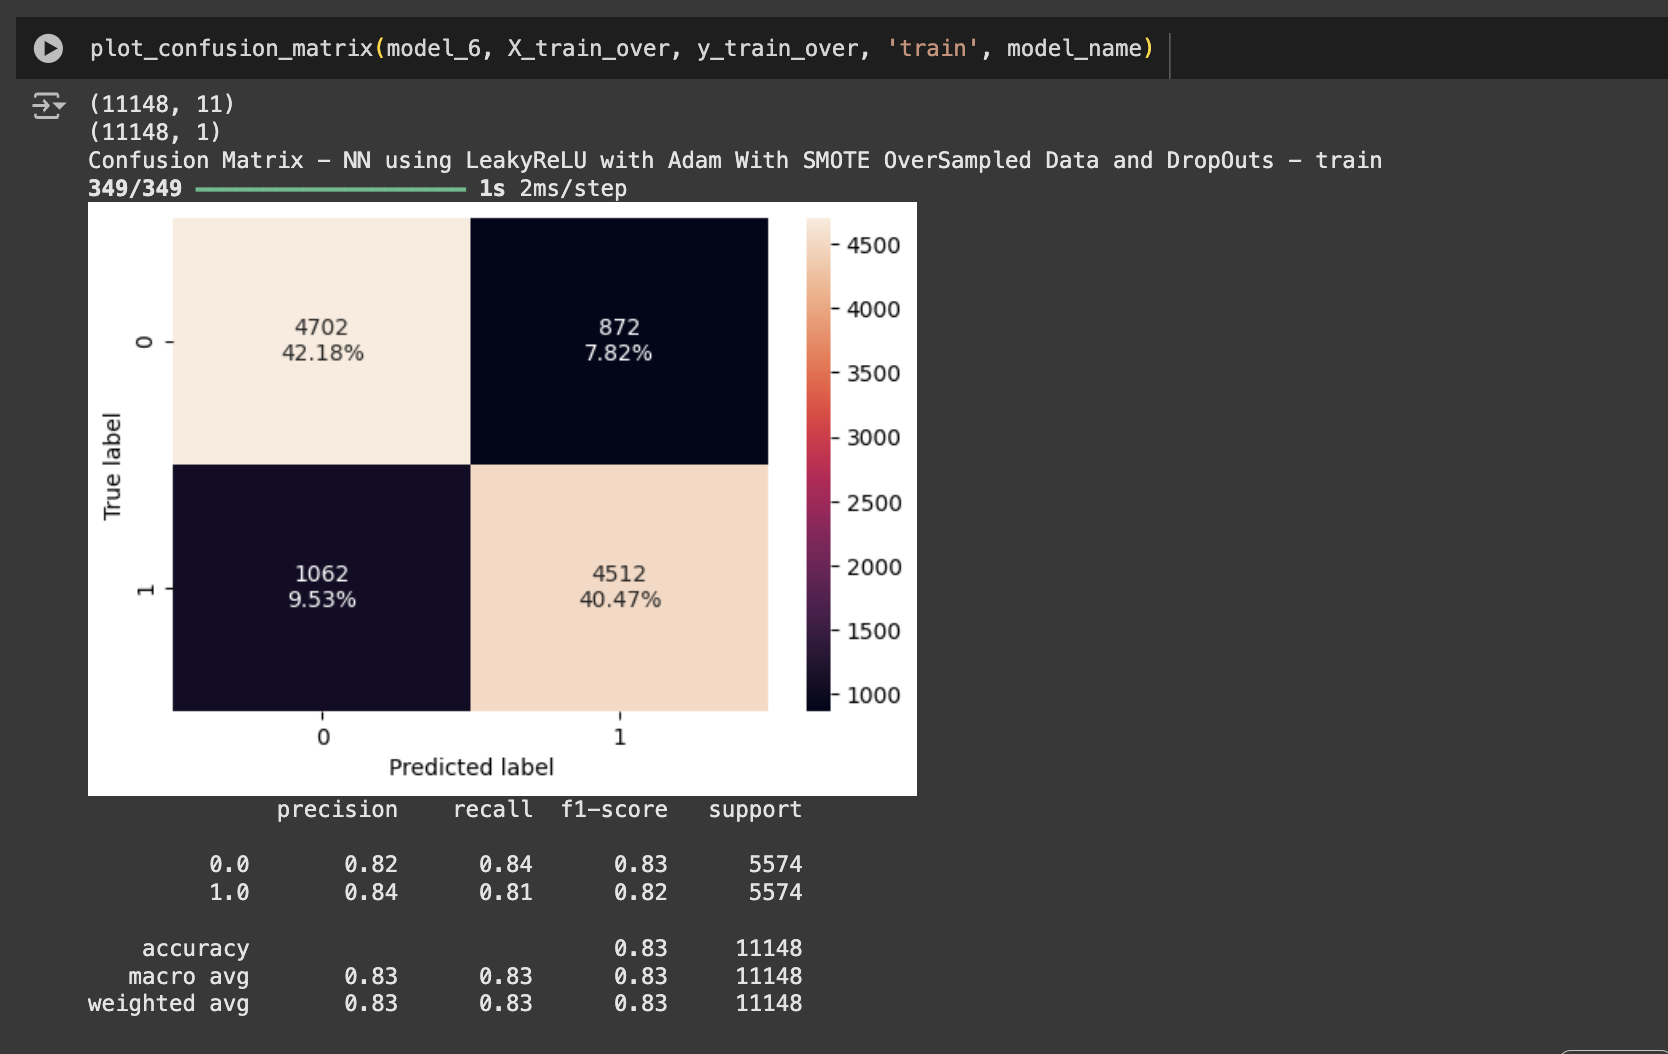 plot_confusion_matrix(model_6, X_train_over, y_train_over, 'train', model_name)
(11148, 11)
(11148, 1)
Confusion Matrix – NN using LeakyReLU with Adam With SMOTE OverSampled Data and DropOuts – train
349/349 1s 2ms/step
4702
42.18%
872
7.82%
1062
9.53%
4512
40.47%
0
1
True label
0
1
Predicted label
4500
4000
3500
3000
2500
2000
1500
1000
precision recall f1-score support
0.0 0.82 0.84 0.83 5574
1.0 0.84 0.81 0.82 5574
accuracy 0.83 11148
macro avg 0.83 0.83 0.83 11148
weighted avg 0.83 0.83 0.83 11148